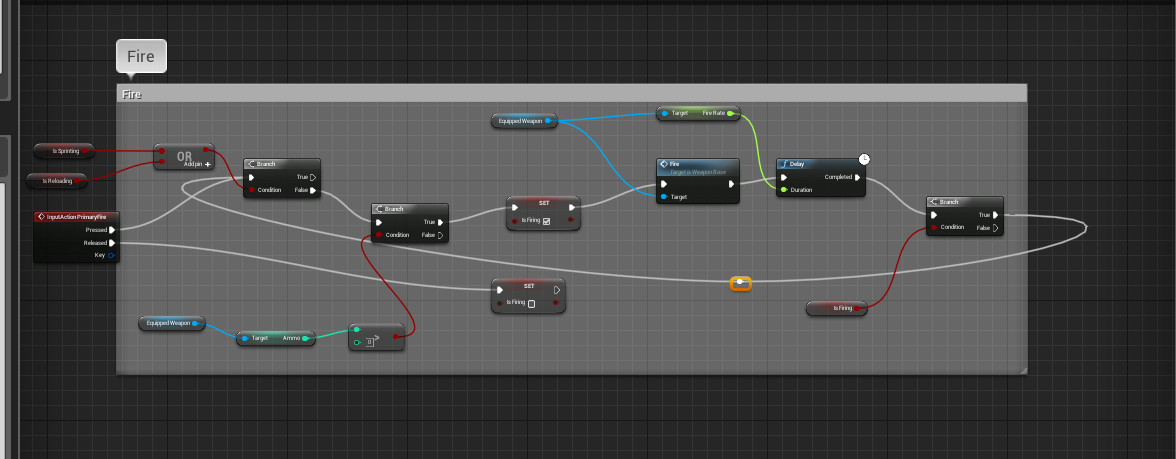 Fire
Fire
Is Sprinting
Is Reloading
OR
Add pin +
Branch
True
Condition
False
InputActionPrimaryFire
Pressed
Released
Key
Branch
True
Condition
False
Equipped Weapon
Target
Fire Rate
SET
Is Firing
Fire
Target is Weapon Base
Target
Delay
Completed
Duration
Branch
True
Condition
False
SET
Is Firing
Is Firing
Equipped Weapon
Target
Ammo
0
>